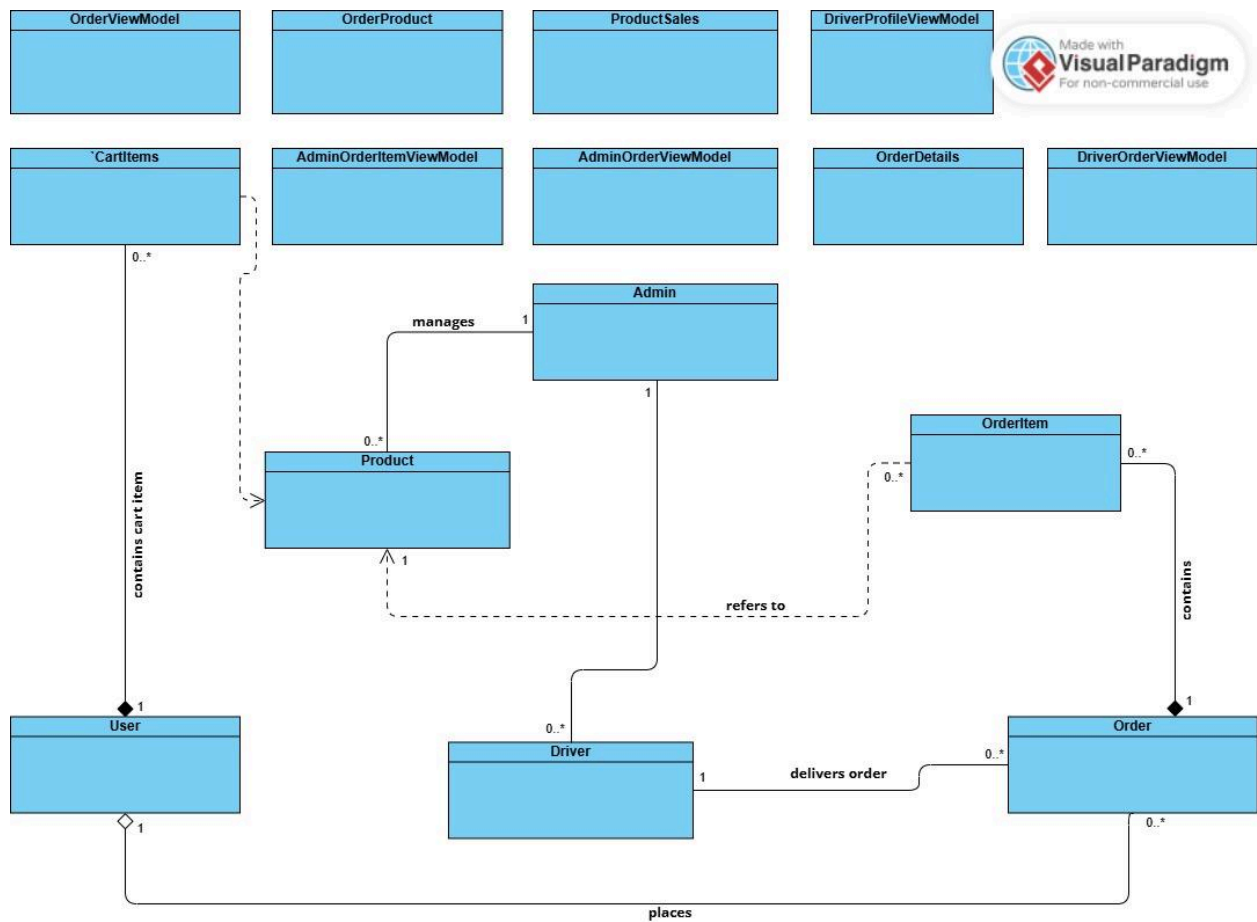 OrderViewModel
OrderProduct
ProductSales
DriverProfileViewModel
Made with
Visual Paradigm
For non-commercial use
`CartItems
AdminOrderItemViewModel
AdminOrderViewModel
OrderDetails
DriverOrderViewModel
0..*
Admin
manages
1
1
0..*
Product
OrderItem
0..*
0..*
1
contains cart item
refers to
contains
1
1
User
0..*
Driver
1
delivers order
0..*
Order
1
0..*
places